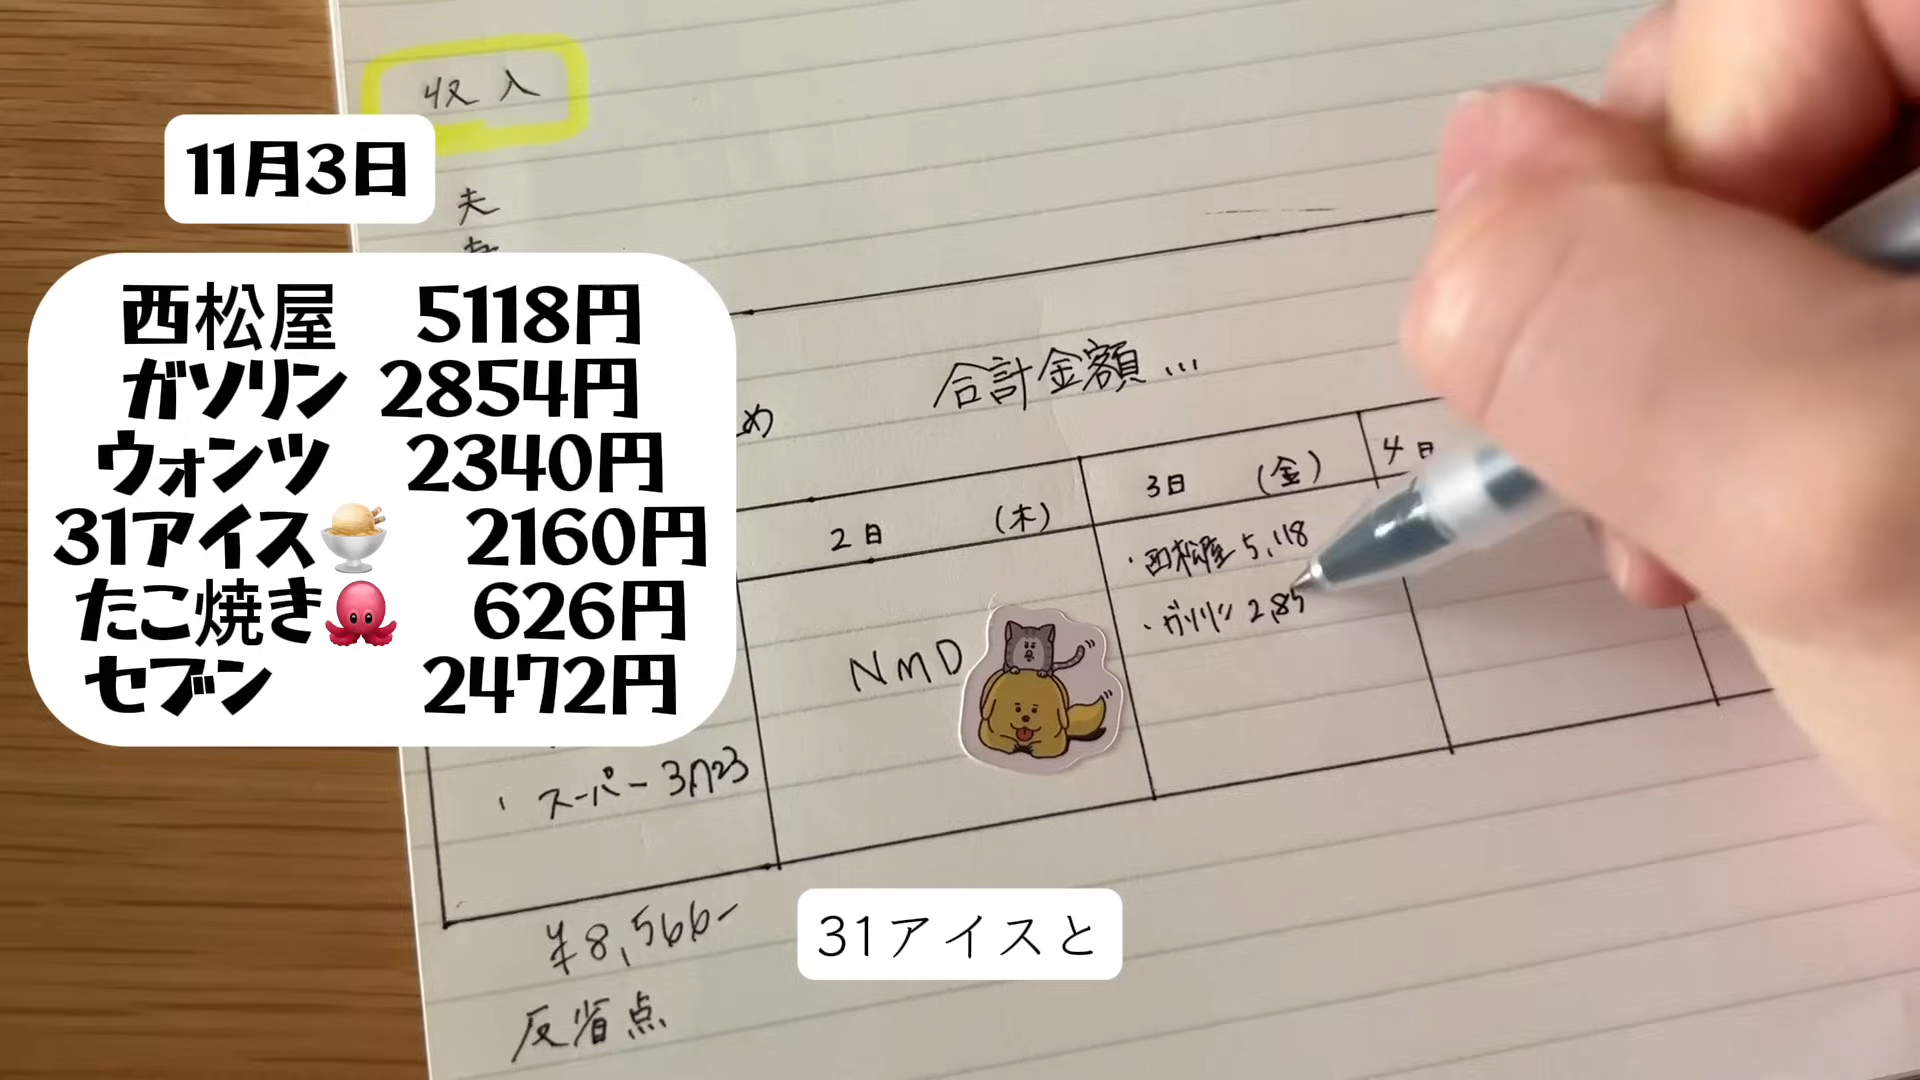 収入
11月3日
夫
西松屋 5118円
ガソリン 2854円
ウォンツ 2340円
31アイス🍨 2160円
たこ焼き🐙 626円
セブン 2472円
合計金額...
め
2日 (木)
3日 (金)
4日
・西松屋 5,118
・ガソリン 2,85
NMD
・スーパー
¥8,566-
31アイスと
反省点